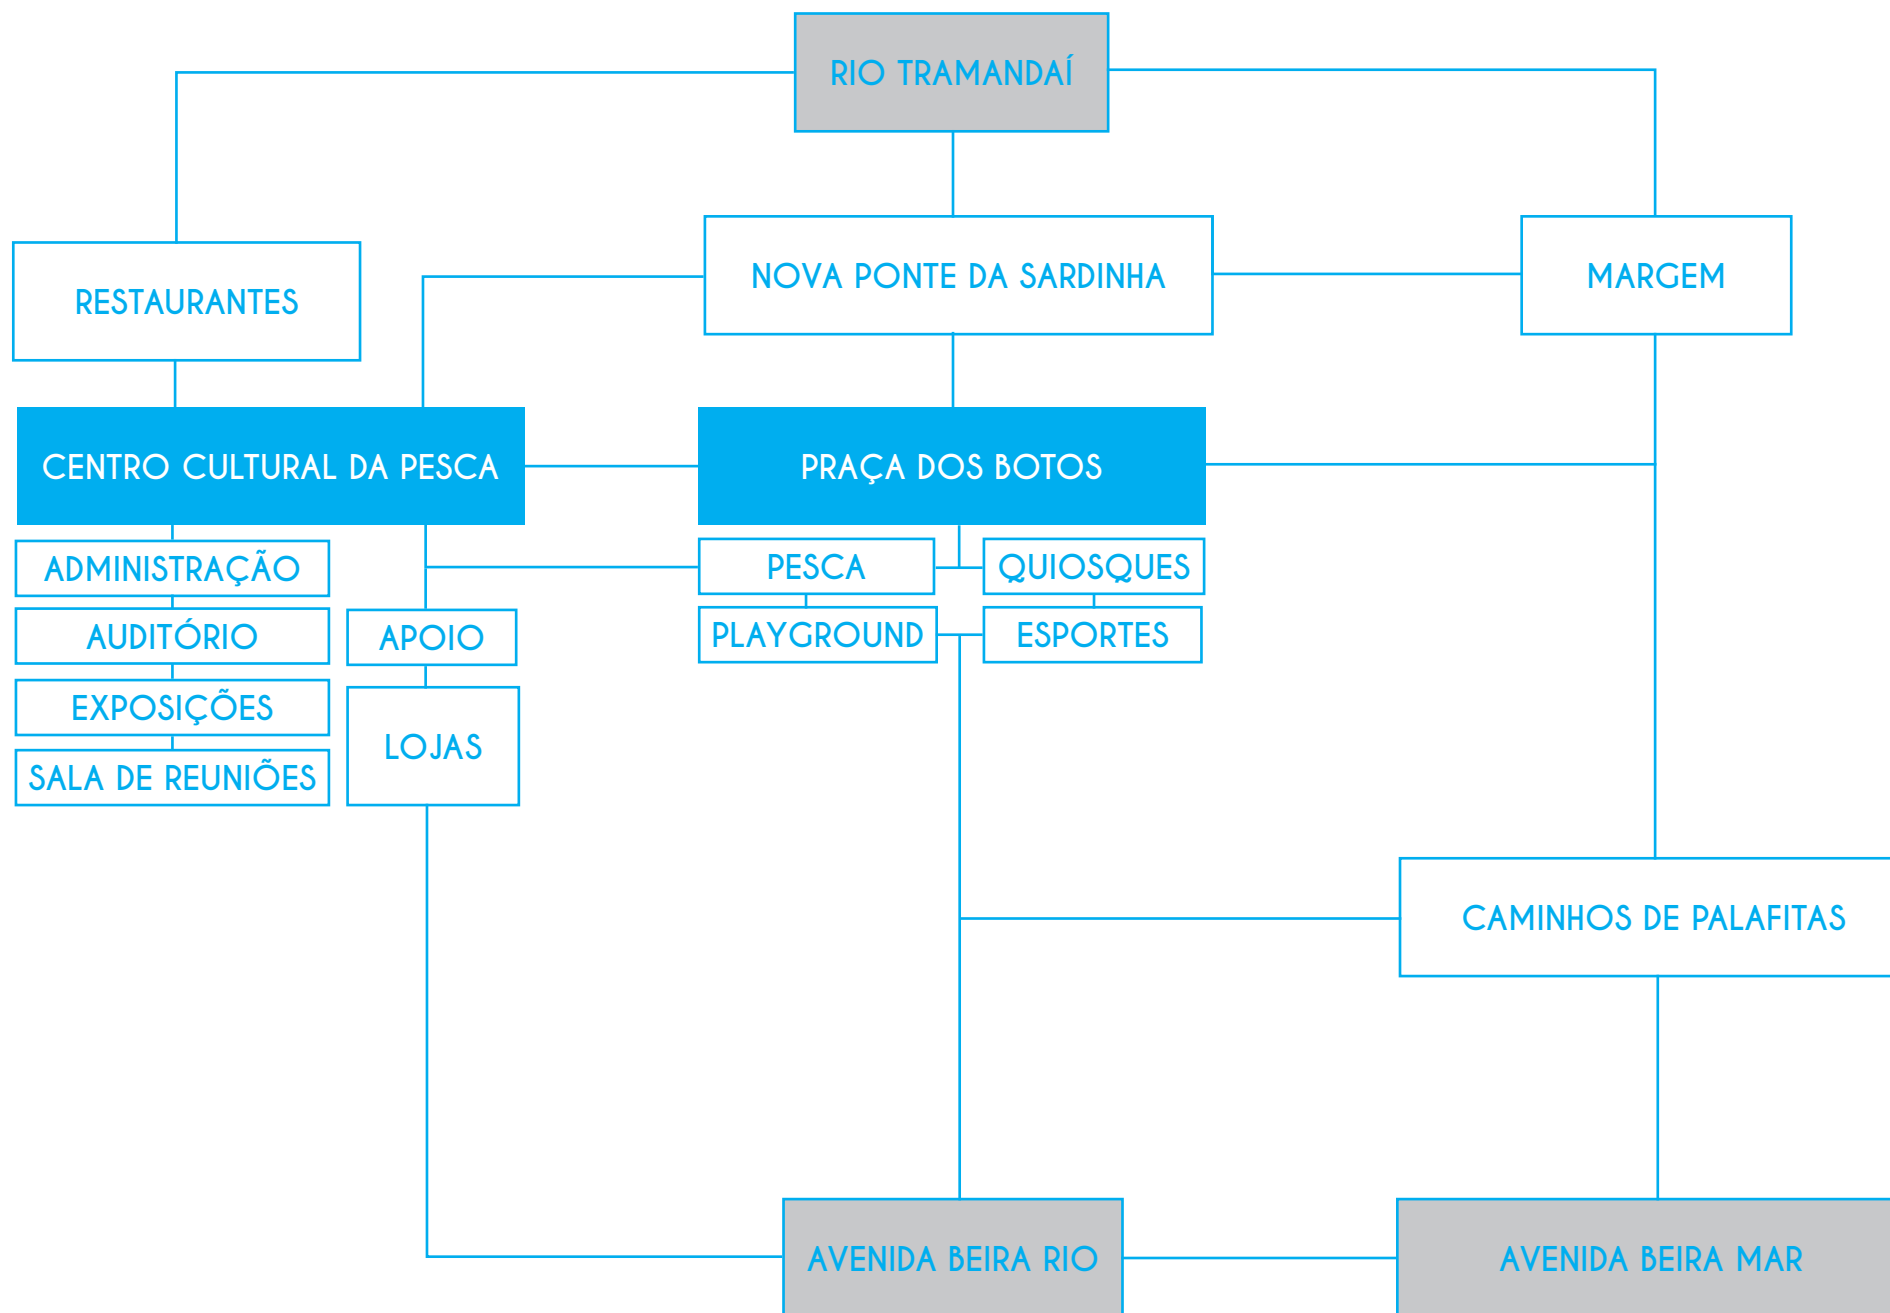 RIO TRAMANDAÍ
RESTAURANTES
NOVA PONTE DA SARDINHA
MARGEM
CENTRO CULTURAL DA PESCA
PRAÇA DOS BOTOS
ADMINISTRAÇÃO
AUDITÓRIO
EXPOSIÇÕES
SALA DE REUNIÕES
APOIO
LOJAS
PESCA
QUIOSQUES
PLAYGROUND
ESPORTES
CAMINHOS DE PALAFITAS
AVENIDA BEIRA RIO
AVENIDA BEIRA MAR